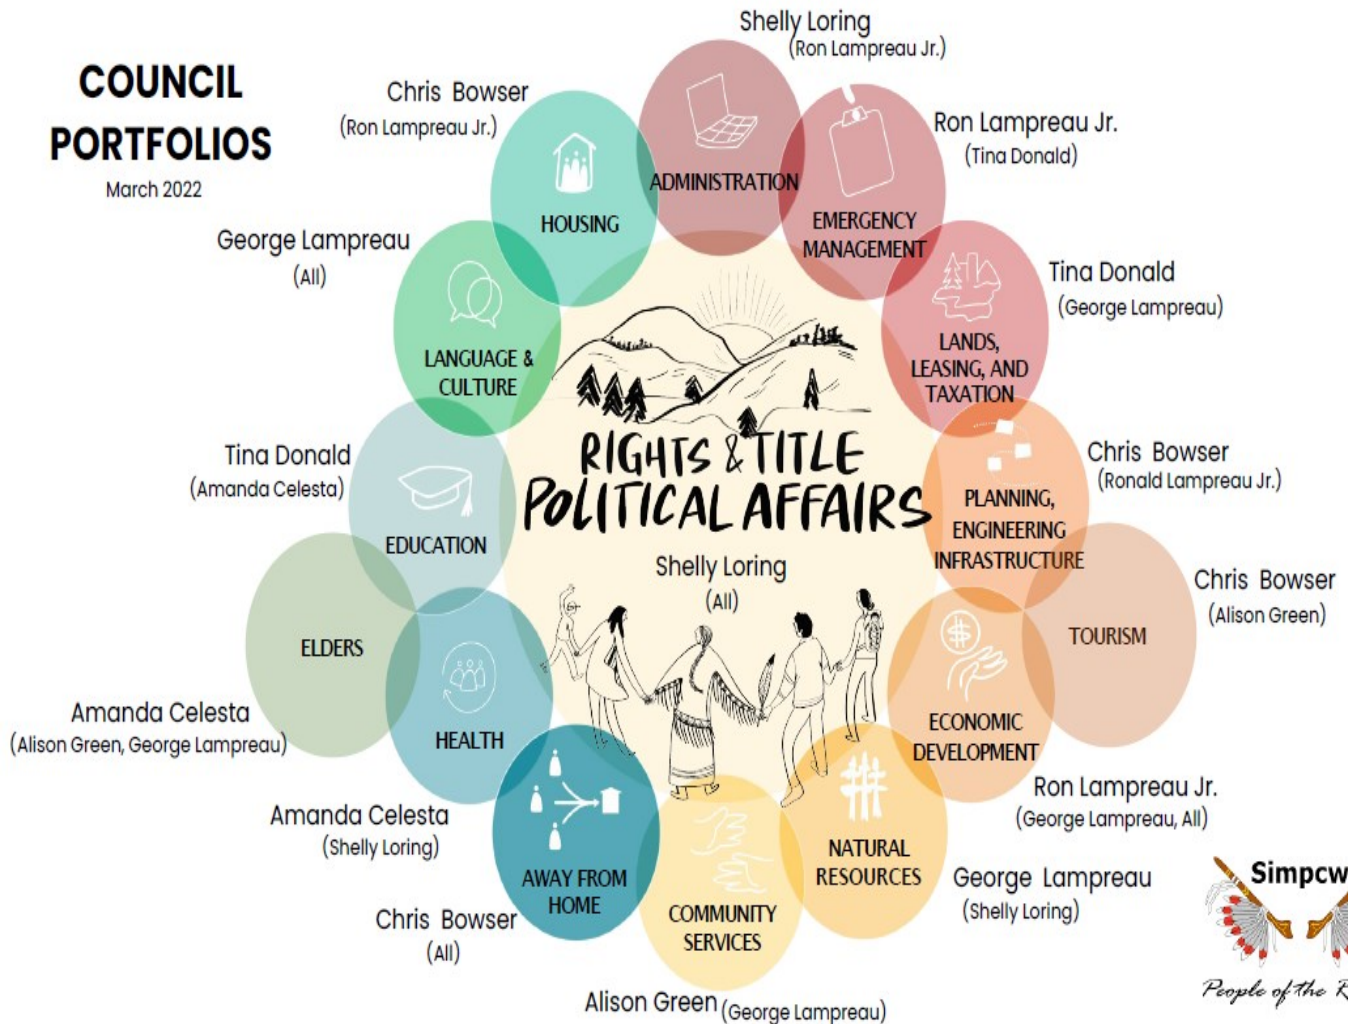 COUNCIL
PORTFOLIOS
March 2022
Shelly Loring
(Ron Lampreau Jr.)
ADMINISTRATION
Ron Lampreau Jr.
(Tina Donald)
EMERGENCY
MANAGEMENT
Tina Donald
(George Lampreau)
LANDS,
LEASING, AND
TAXATION
Chris Bowser
(Ronald Lampreau Jr.)
PLANNING,
ENGINEERING
INFRASTRUCTURE
Chris Bowser
(Alison Green)
TOURISM
ECONOMIC
DEVELOPMENT
Ron Lampreau Jr.
(George Lampreau, All)
NATURAL
RESOURCES
George Lampreau
(Shelly Loring)
COMMUNITY
SERVICES
Alison Green (George Lampreau)
AWAY FROM
HOME
Chris Bowser
(All)
HEALTH
Amanda Celesta
(Shelly Loring)
ELDERS
Amanda Celesta
(Alison Green, George Lampreau)
Tina Donald
(Amanda Celesta)
EDUCATION
George Lampreau
(All)
LANGUAGE &
CULTURE
Chris Bowser
(Ron Lampreau Jr.)
HOUSING
RIGHTS & TITLE
POLITICAL AFFAIRS
Shelly Loring
(All)
Simpcw
People of the R